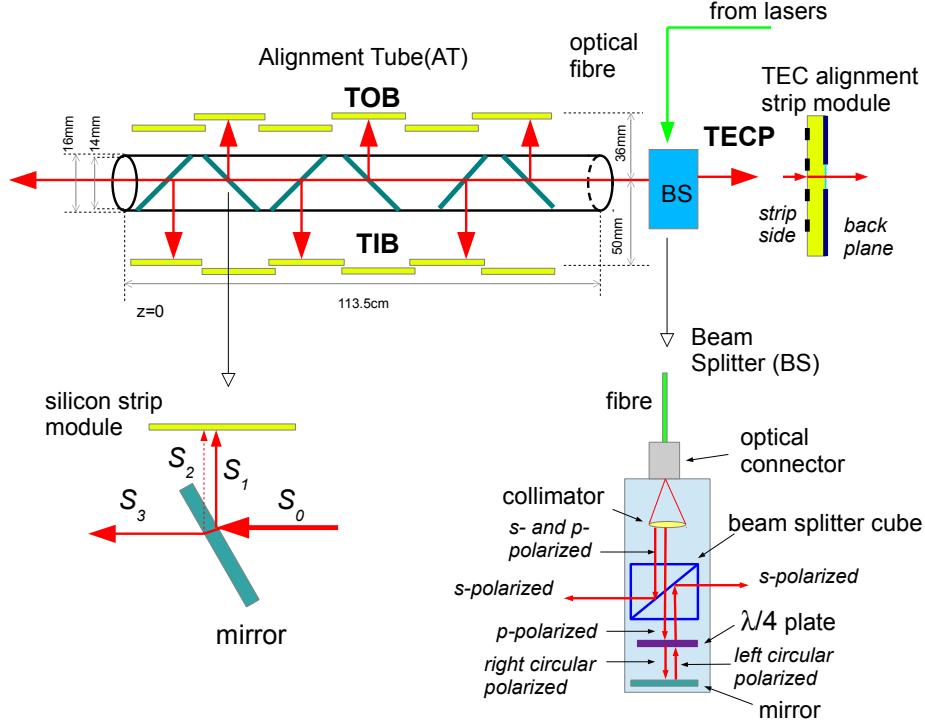 from lasers
optical
fibre
Alignment Tube(AT)
TEC alignment
strip module
TOB
TECP
16mm
14mm
36mm
BS
strip
side
back
plane
TIB
50mm
113.5cm
z=0
Beam
Splitter (BS)
silicon strip
module
fibre
optical
connector
S2
S1
S3
S0
collimator
beam splitter cube
s- and p-
polarized
s-polarized
s-polarized
λ/4 plate
p-polarized
mirror
right circular
polarized
left circular
polarized
mirror